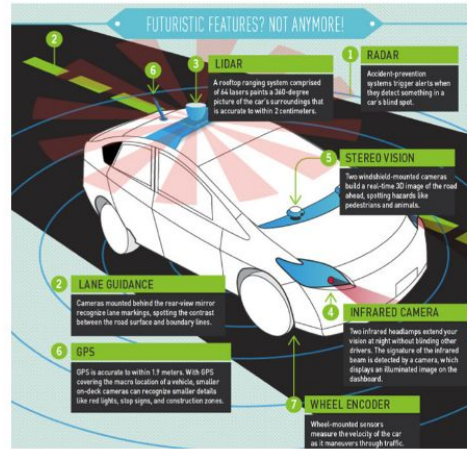 FUTURISTIC FEATURES? NOT ANYMORE!
2
6
3 LIDAR
A rooftop ranging system comprised
of 64 lasers paints a 360-degree
picture of the car's surroundings that
is accurate to within 2 centimeters.
1 RADAR
Accident-prevention
systems trigger alerts when
they detect something in a
car's blind spot.
5 STEREO VISION
Two windshield-mounted cameras
build a real-time 3D image of the road
ahead, spotting hazards like
pedestrians and animals.
2 LANE GUIDANCE
Cameras mounted behind the rear-view mirror
recognize lane markings, spotting the contrast
between the road surface and boundary lines.
4 INFRARED CAMERA
Two infrared headlamps extend your
vision at night without blinding other
drivers. The signature of the infrared
beam is detected by a camera, which
displays an illuminated image on the
dashboard.
6 GPS
GPS is accurate to within 1.9 meters. With GPS
covering the macro location of a vehicle, smaller
on-deck cameras can recognize smaller details
like red lights, stop signs, and construction zones.
7 WHEEL ENCODER
Wheel-mounted sensors
measure the velocity of the car
as it maneuvers through traffic.